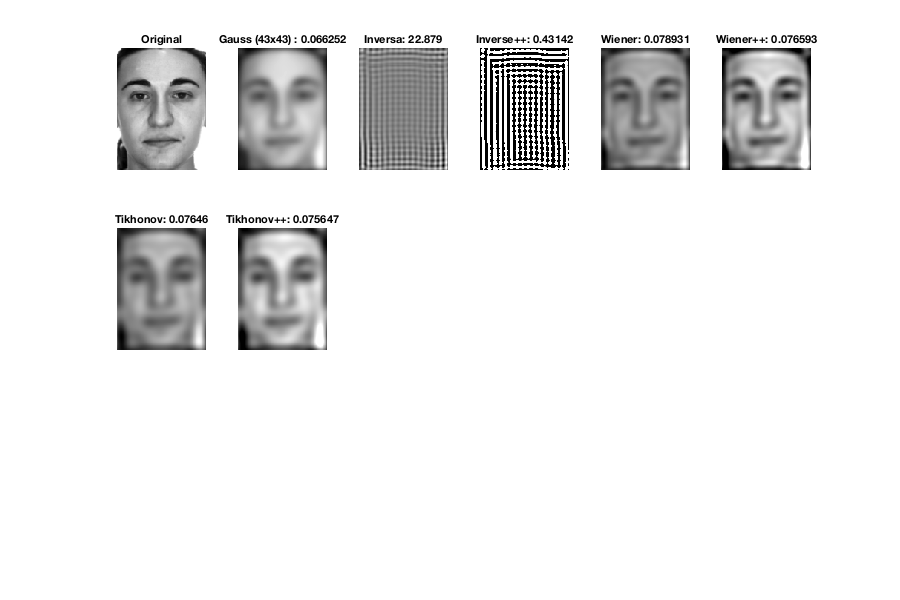 Original
Gauss (43x43) : 0.066252
Inversa: 22.879
Inverse++: 0.43142
Wiener: 0.078931
Wiener++: 0.076593
Tikhonov: 0.07646
Tikhonov++: 0.075647